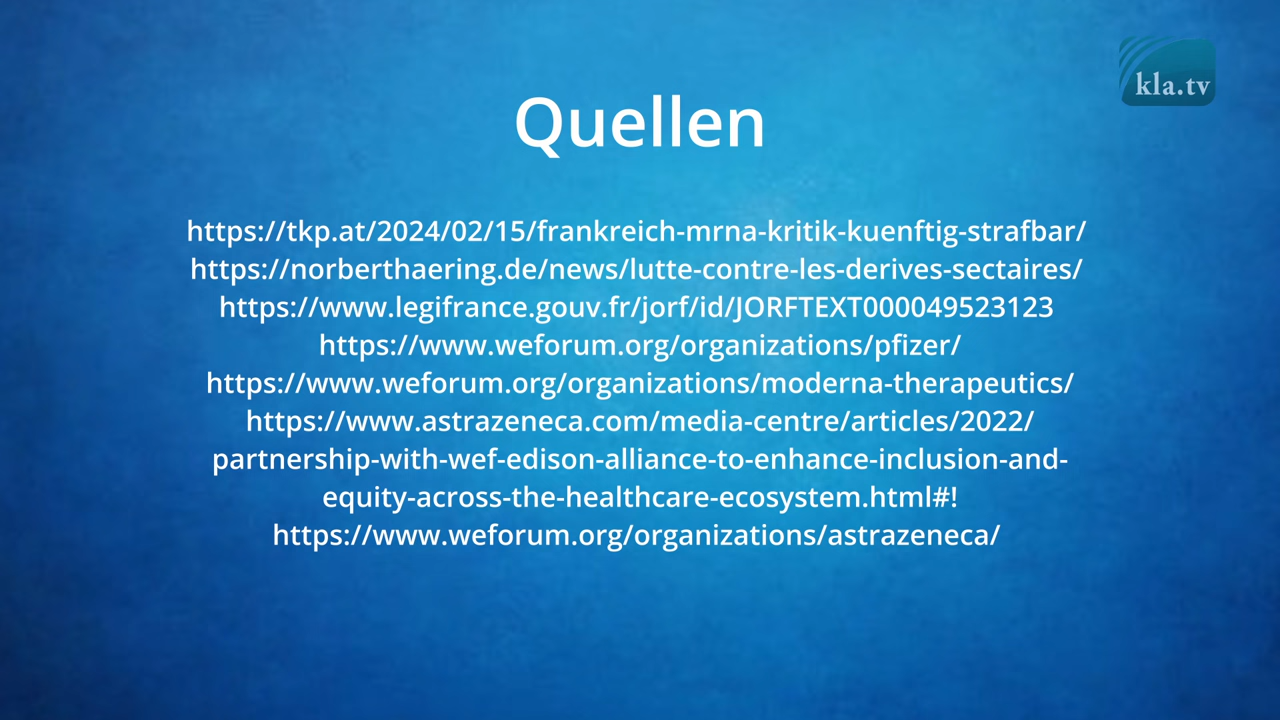 kla.tv
Quellen
https://tkp.at/2024/02/15/frankreich-mrna-kritik-kuenftig-strafbar/
https://norberthaering.de/news/lutte-contre-les-derives-sectaires/
https://www.legifrance.gouv.fr/jorf/id/JORFTEXT000049523123
https://www.weforum.org/organizations/pfizer/
https://www.weforum.org/organizations/moderna-therapeutics/
https://www.astrazeneca.com/media-centre/articles/2022/
partnership-with-wef-edison-alliance-to-enhance-inclusion-and-
equity-across-the-healthcare-ecosystem.html#!
https://www.weforum.org/organizations/astrazeneca/